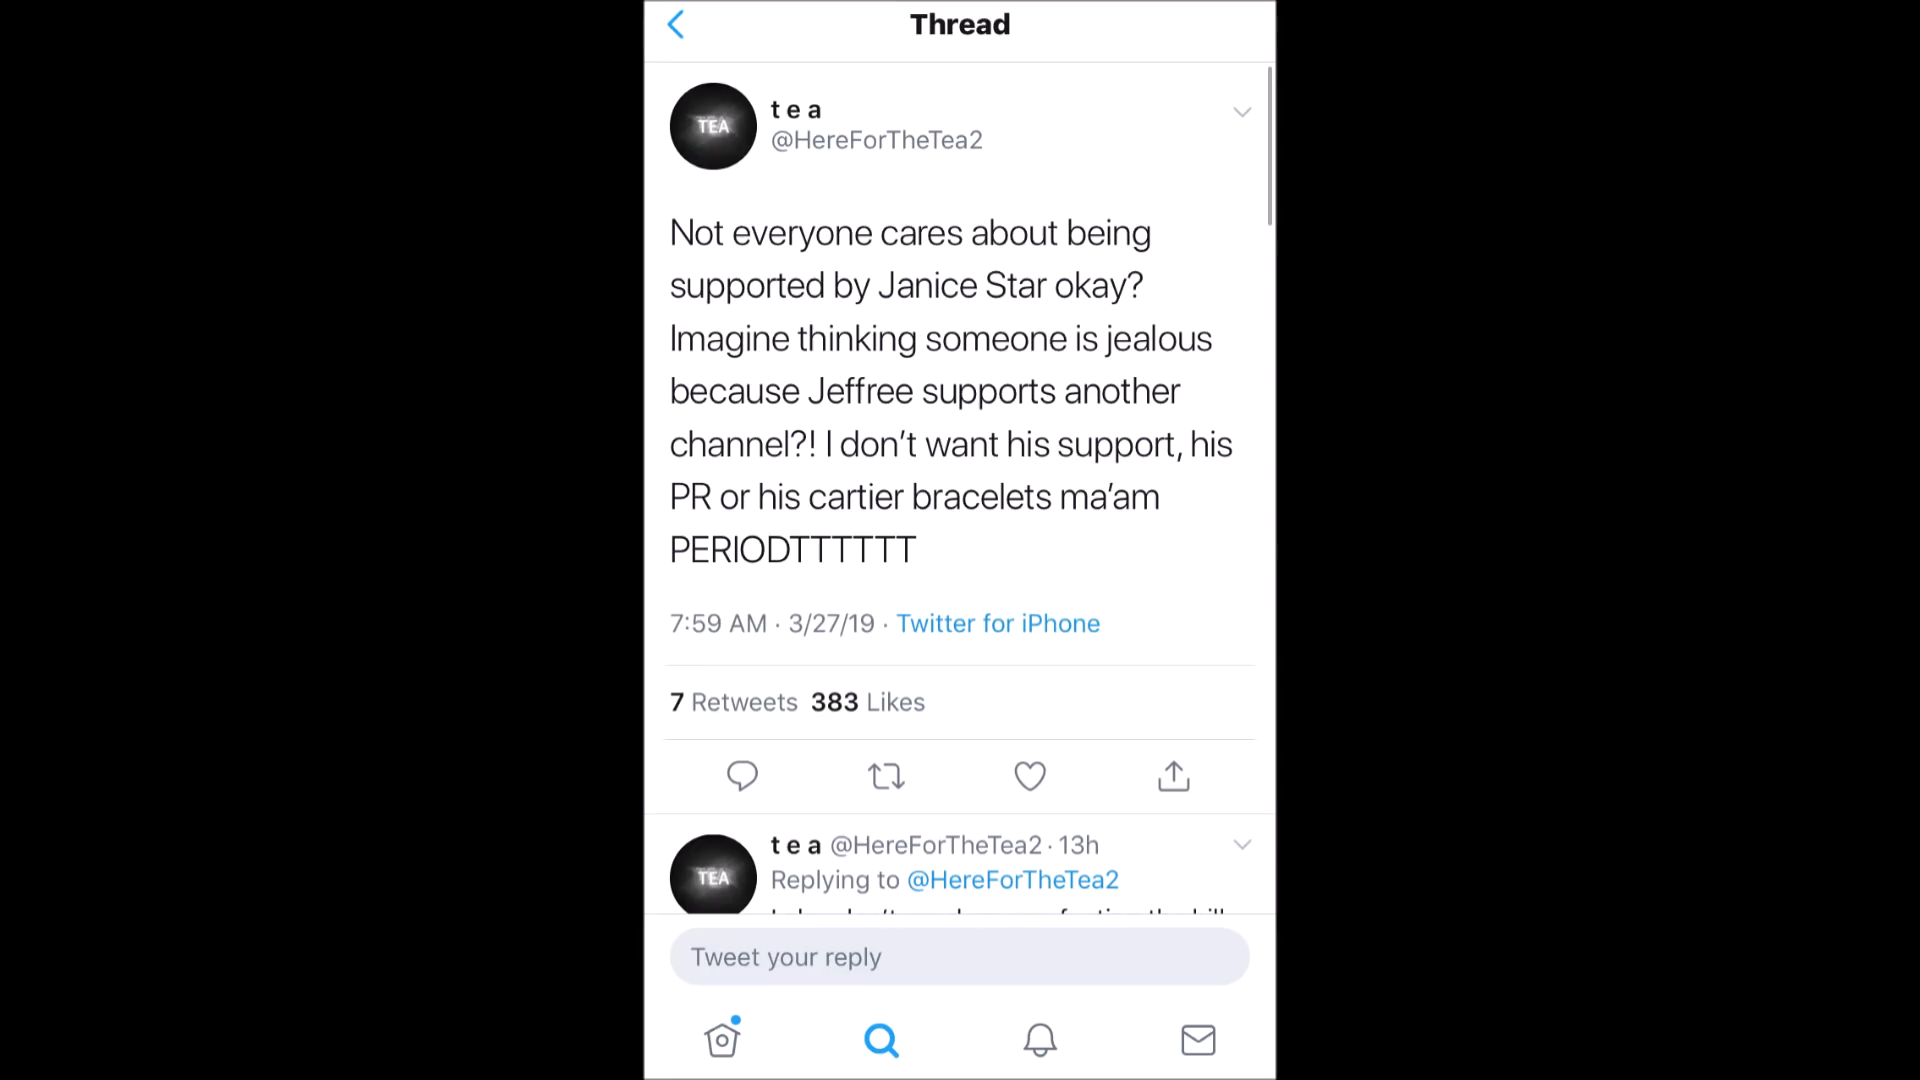 Thread
TEA
t e a
@HereForTheTea2
Not everyone cares about being
supported by Janice Star okay?
Imagine thinking someone is jealous
because Jeffree supports another
channel?! I don't want his support, his
PR or his cartier bracelets ma'am
PERIODTTTTTT
7:59 AM · 3/27/19 · Twitter for iPhone
7 Retweets 383 Likes
TEA
t e a @HereForTheTea2 · 13h
Replying to @HereForTheTea2
Tweet your reply